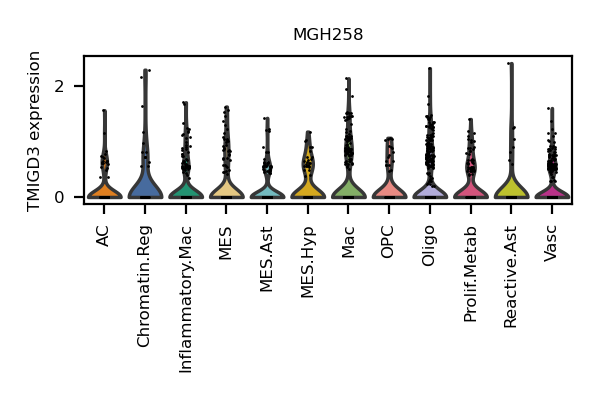 MGH258
TMIGD3 expression
2
0
AC
Chromatin.Reg
Inflammatory.Mac
MES
MES.Ast
MES.Hyp
Mac
OPC
Oligo
Prolif.Metab
Reactive.Ast
Vasc